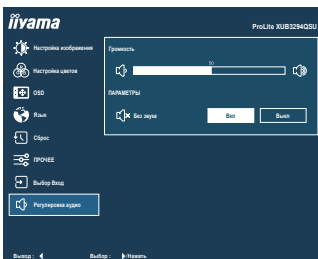 iiyama
ProLite XUB3294QSU
Настройка изображения
Настройка цветов
OSD
Язык
Сброс
ПРОЧЕЕ
Выбор Вход
Регулировка аудио
Громкость
50
ПАРАМЕТРЫ
Без звука
Вкл
Выкл
Выход :
Выбор : /Нажать